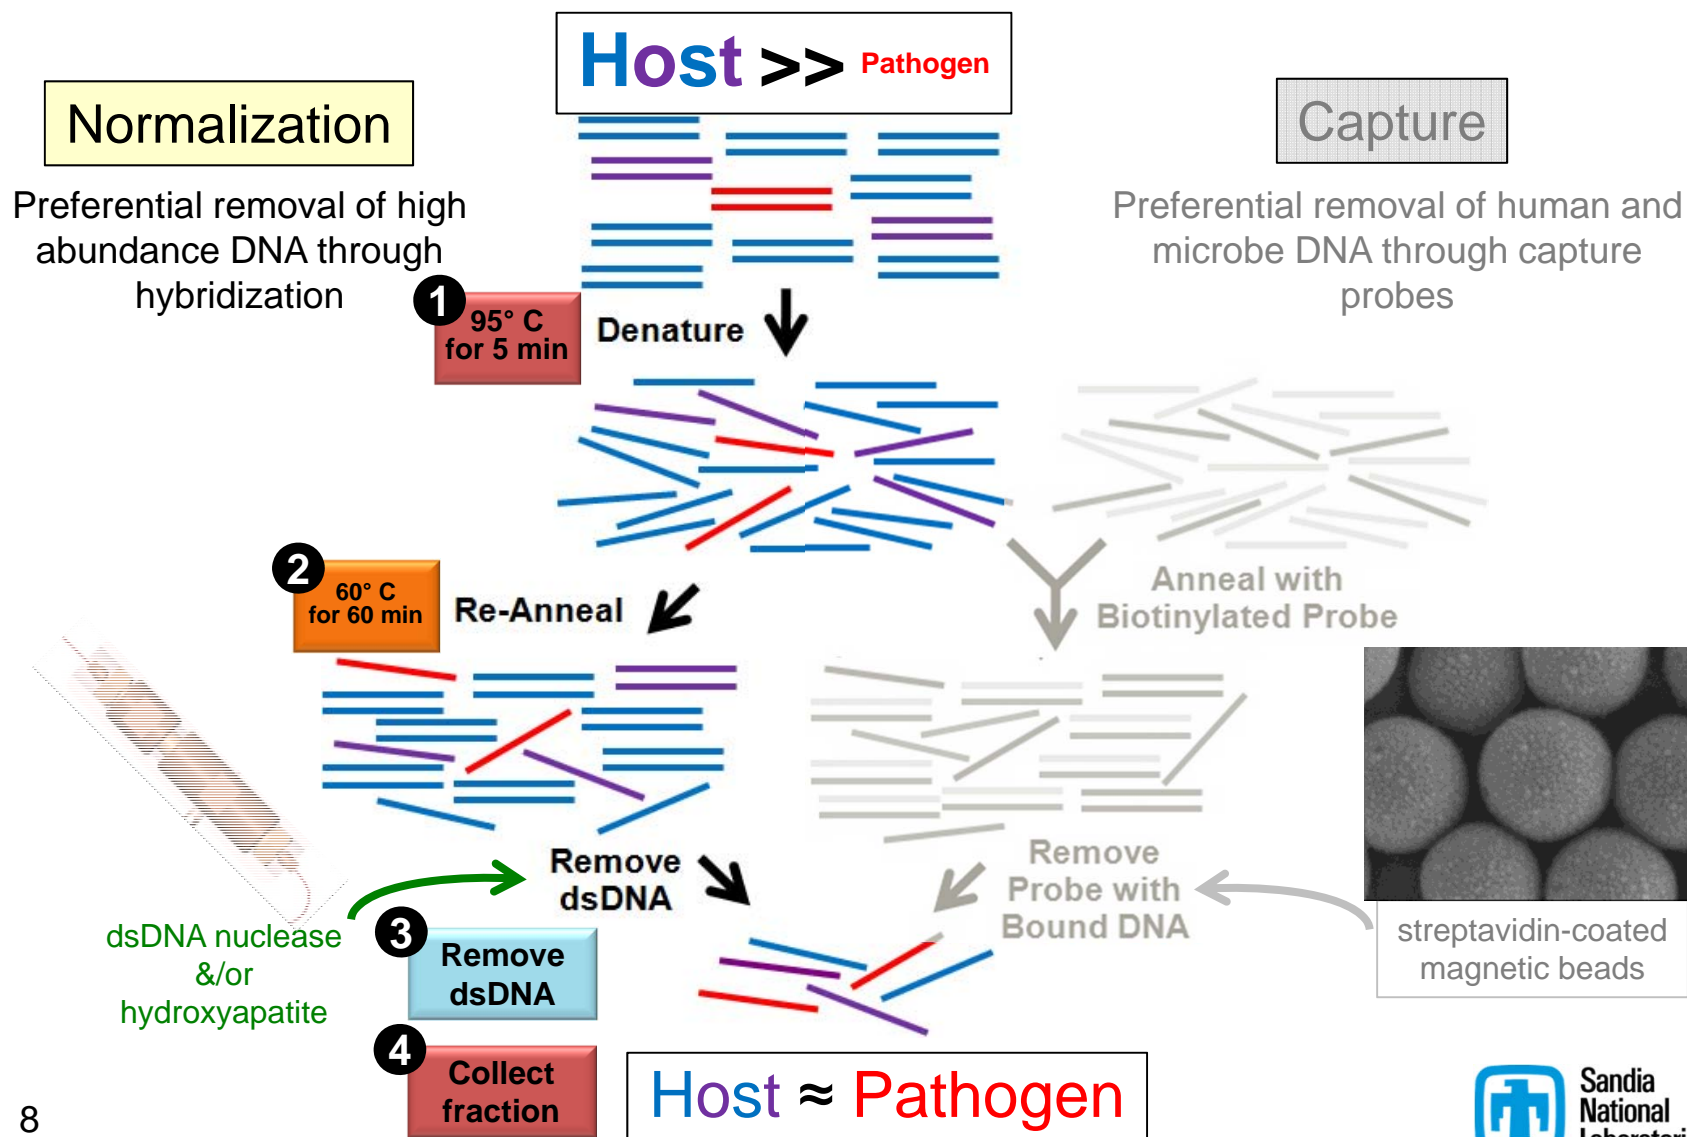 Host >> Pathogen
Normalization
Preferential removal of high
abundance DNA through
hybridization
Capture
Preferential removal of human and
microbe DNA through capture
probes
1
95° C
for 5 min
Denature
2
60° C
for 60 min
Re-Anneal
Anneal with
Biotinylated Probe
Remove
dsDNA
Remove
Probe with
Bound DNA
dsDNA nuclease
&/or
hydroxyapatite
3
Remove
dsDNA
streptavidin-coated
magnetic beads
4
Collect
fraction
Host ≈ Pathogen
8
Sandia
National